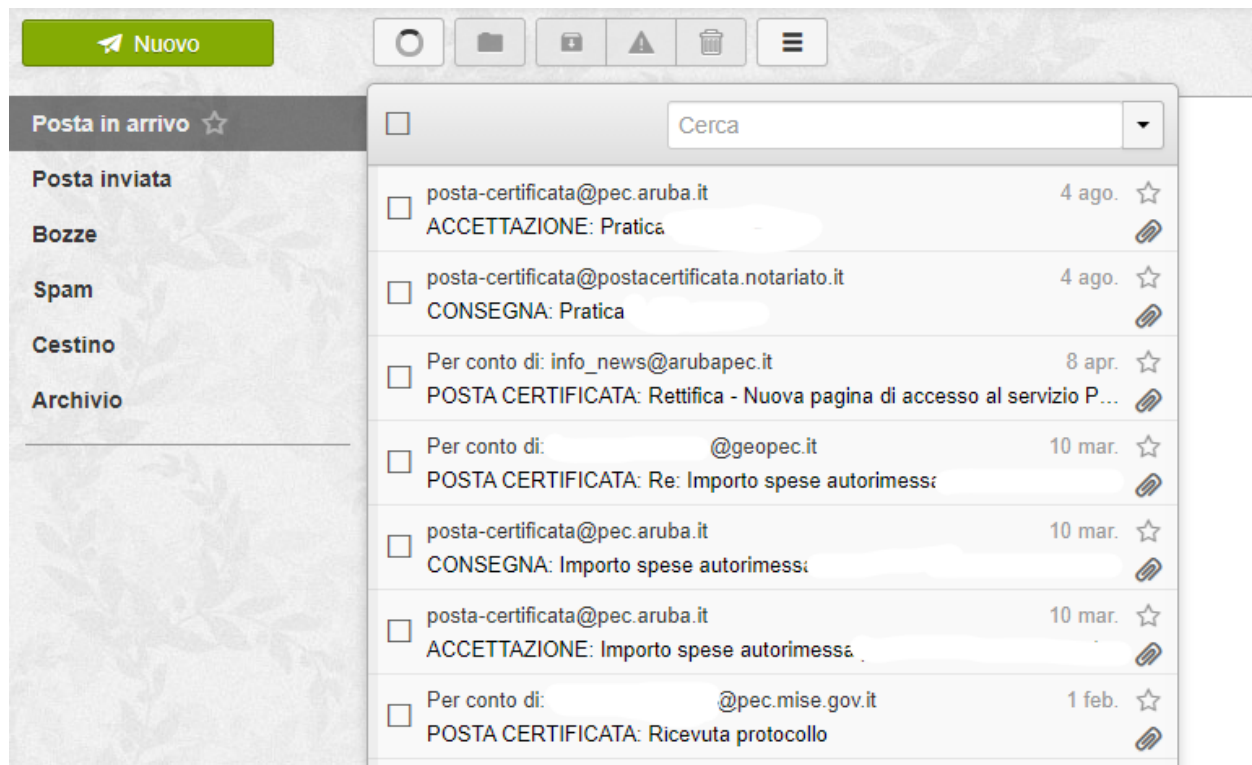 Nuovo
Posta in arrivo
Posta inviata
Bozze
Spam
Cestino
Archivio
Cerca
posta-certificata@pec.aruba.it 4 ago.
ACCETTAZIONE: Pratica
posta-certificata@postacertificata.notariato.it 4 ago.
CONSEGNA: Pratica
Per conto di: info_news@arubapec.it 8 apr.
POSTA CERTIFICATA: Rettifica - Nuova pagina di accesso al servizio P...
Per conto di: @geopec.it 10 mar.
POSTA CERTIFICATA: Re: Importo spese autorimessa
posta-certificata@pec.aruba.it 10 mar.
CONSEGNA: Importo spese autorimessa
posta-certificata@pec.aruba.it 10 mar.
ACCETTAZIONE: Importo spese autorimessa
Per conto di: @pec.mise.gov.it 1 feb.
POSTA CERTIFICATA: Ricevuta protocollo